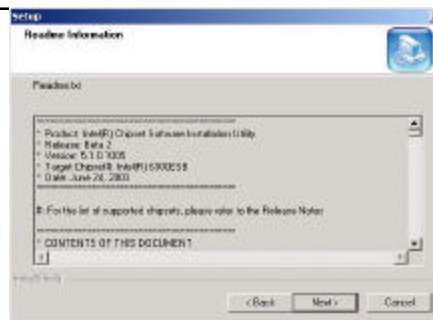 Setup
Readme Information
Readme.txt
* Product: Intel(R) Chipset Software Installation Utility
* Release: Beta 2
* Version: 5.1.0.1005
* Target Chipset#: Intel(R) 6300ESB
* Date: June 24, 2003
#: For the list of supported chipsets, please refer to the Release Notes
* CONTENTS OF THIS DOCUMENT
InstallShield
< Back
Next >
Cancel